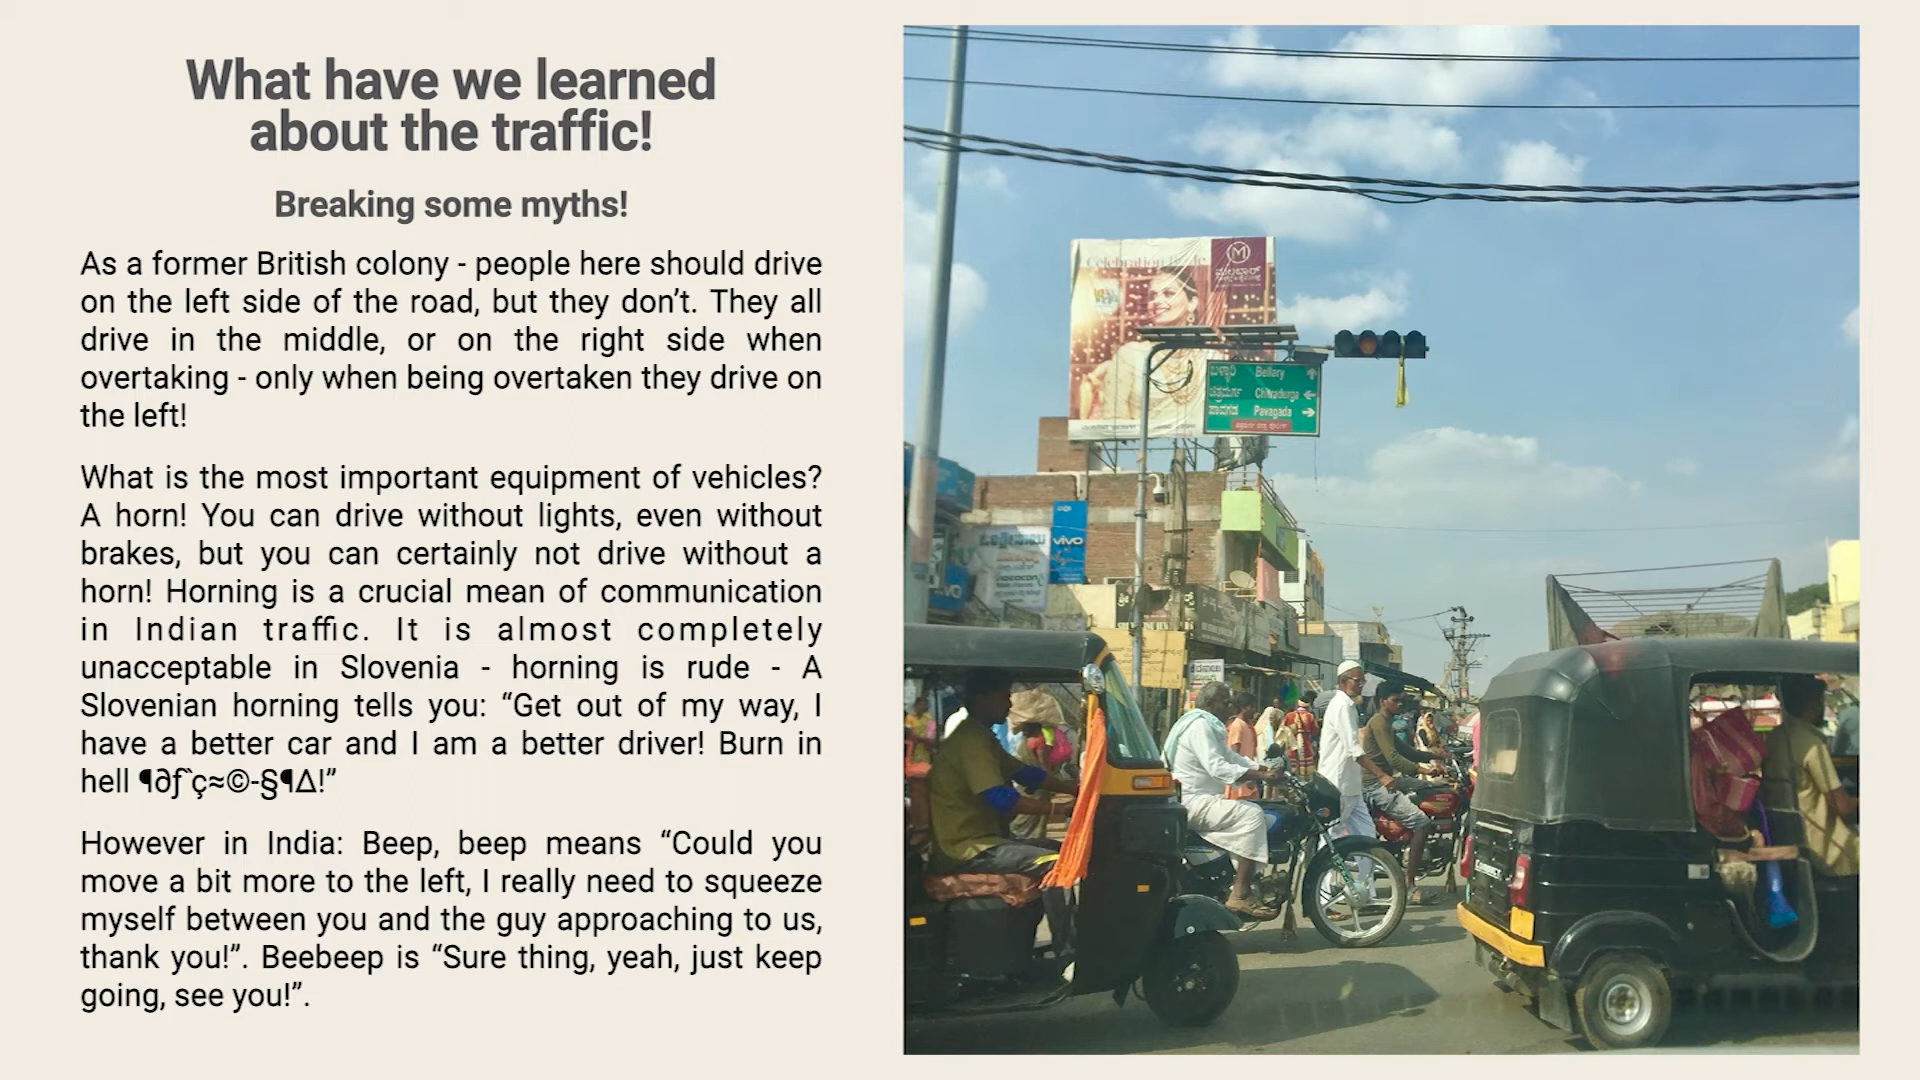 What have we learned
about the traffic!
Breaking some myths!
As a former British colony - people here should drive
on the left side of the road, but they don’t. They all
drive in the middle, or on the right side when
overtaking - only when being overtaken they drive on
the left!
What is the most important equipment of vehicles?
A horn! You can drive without lights, even without
brakes, but you can certainly not drive without a
horn! Horning is a crucial mean of communication
in Indian traffic. It is almost completely
unacceptable in Slovenia - horning is rude - A
Slovenian horning tells you: “Get out of my way, I
have a better car and I am a better driver! Burn in
hell ¶∂ƒ`ç≈©-§¶∆!”
However in India: Beep, beep means “Could you
move a bit more to the left, I really need to squeeze
myself between you and the guy approaching to us,
thank you!”. Beebeep is “Sure thing, yeah, just keep
going, see you!”.
Celebration
ಮಲಬಾರ್
ಬಳ್ಳಾರಿ Bellary
ಚಿತ್ರದುರ್ಗ Chitradurga
ಪಾವಗಡ Pavagada
vivo